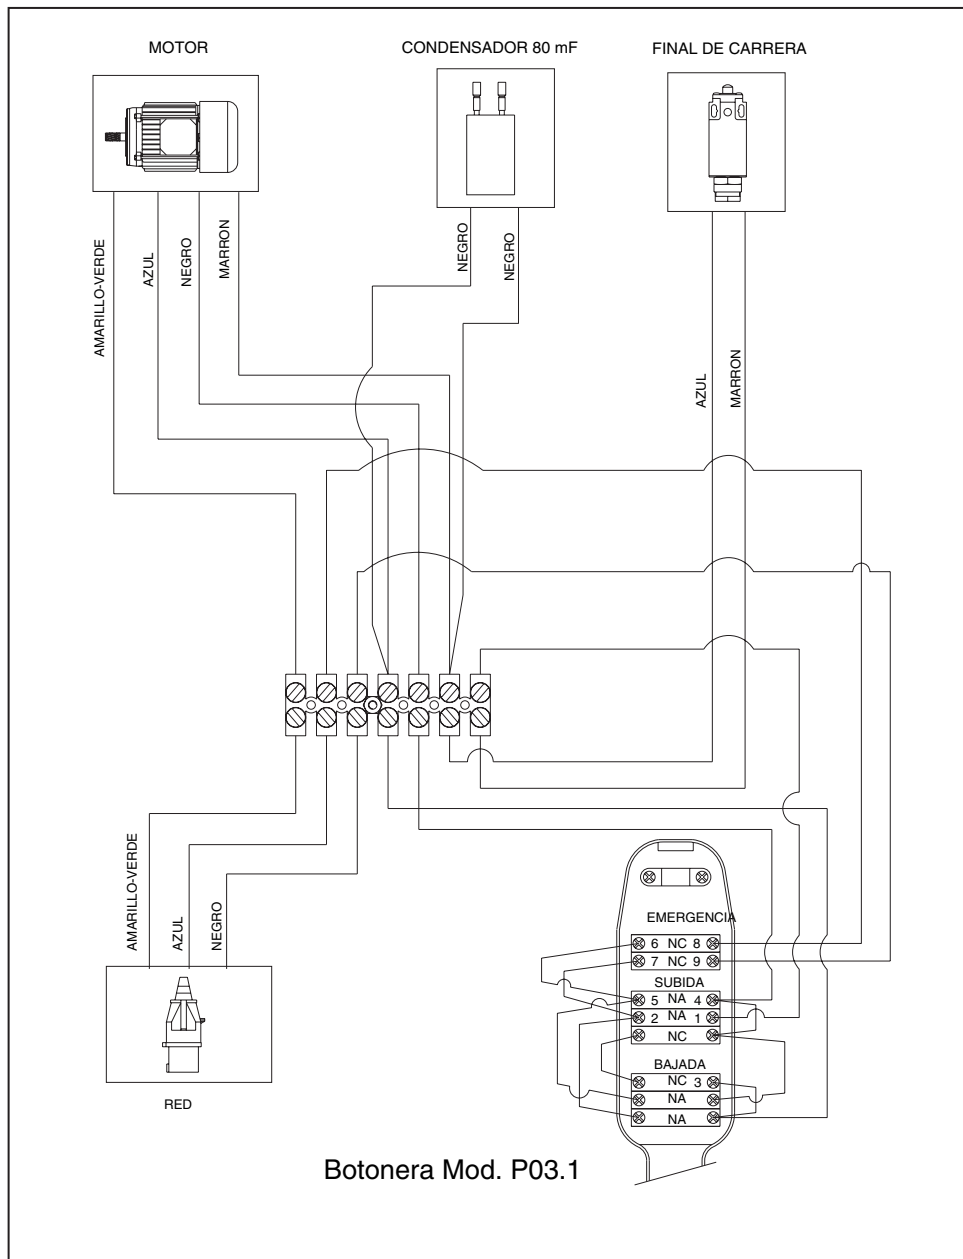 MOTOR
CONDENSADOR 80 mF
FINAL DE CARRERA
AMARILLO-VERDE
AZUL
NEGRO
MARRON
NEGRO
NEGRO
AZUL
MARRON
AMARILLO-VERDE
AZUL
NEGRO
RED
EMERGENCIA
6 NC 8
7 NC 9
SUBIDA
5 NA 4
2 NA 1
NC
BAJADA
NC 3
NA
NA
Botonera Mod. P03.1